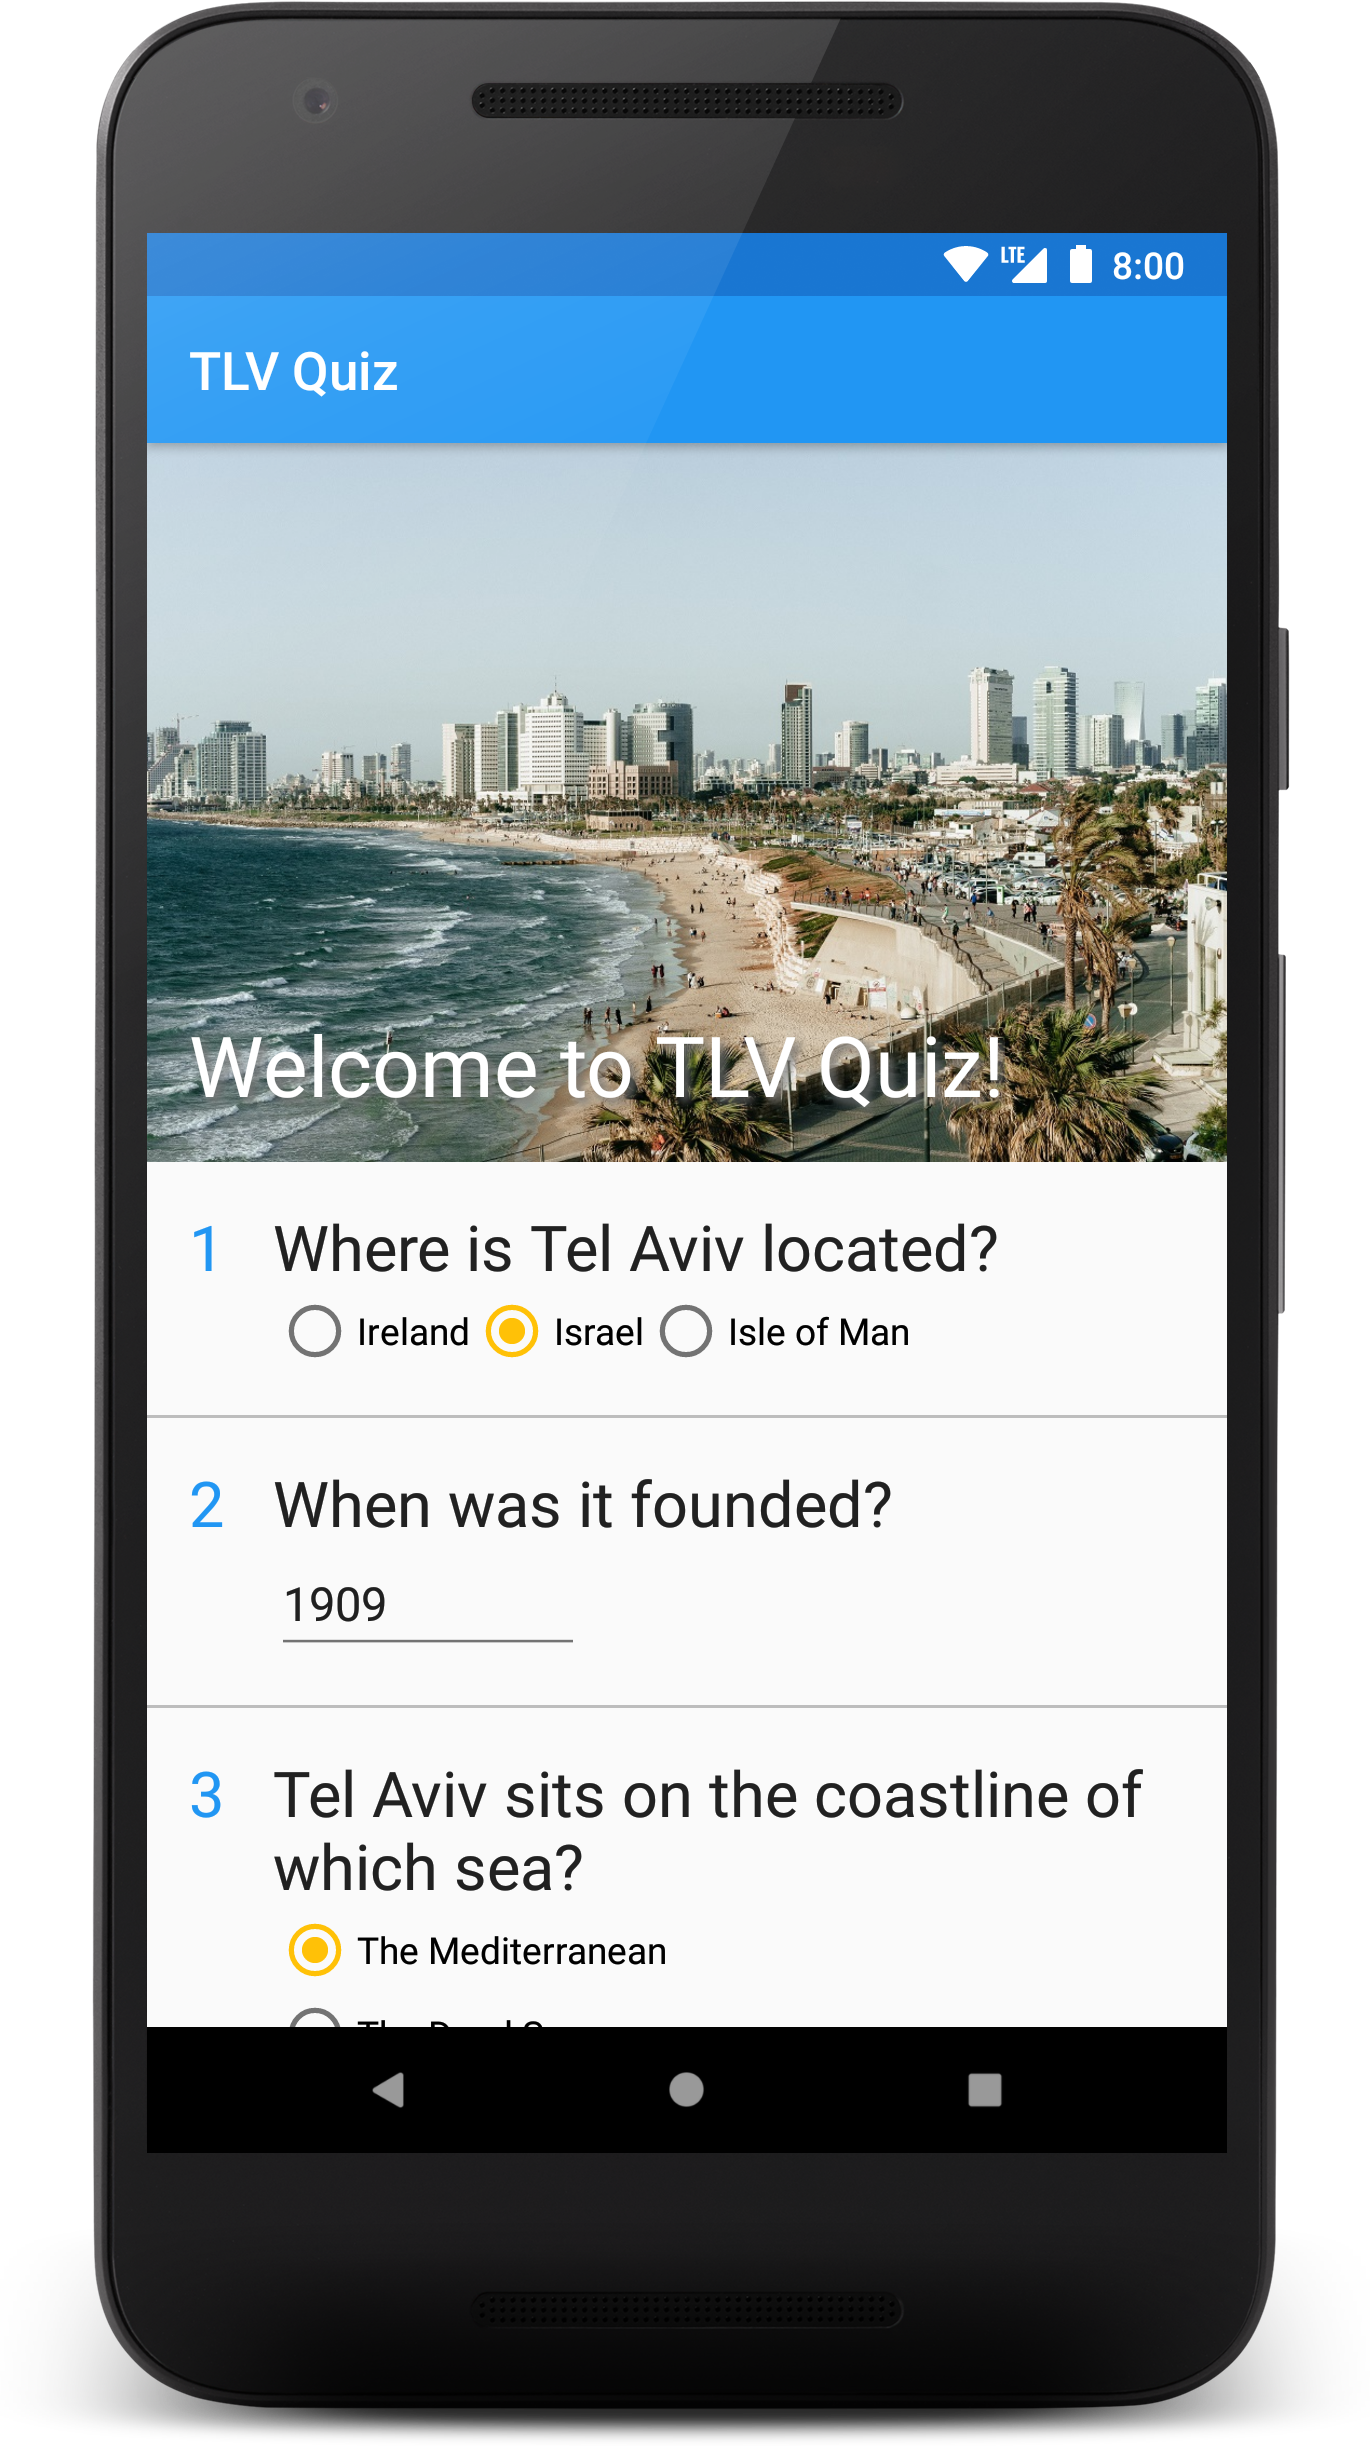 LTE 8:00
TLV Quiz
Welcome to TLV Quiz!
1 Where is Tel Aviv located?
Ireland Israel Isle of Man
2 When was it founded?
1909
3 Tel Aviv sits on the coastline of
which sea?
The Mediterranean